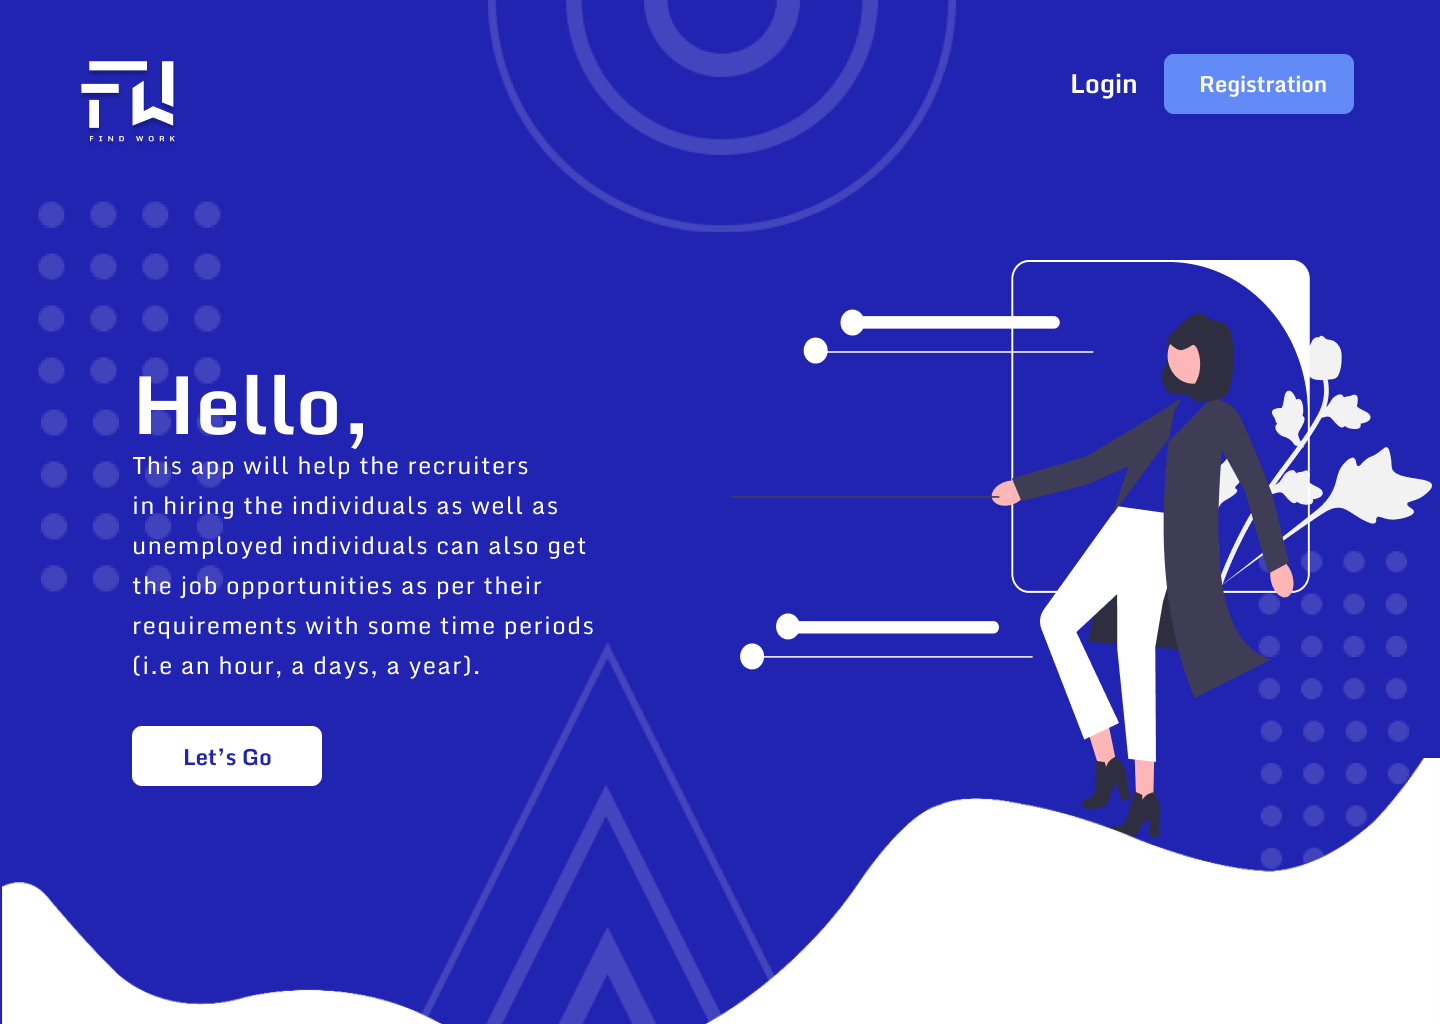 FW
FIND WORK
Login
Registration
Hello,
This app will help the recruiters
in hiring the individuals as well as
unemployed individuals can also get
the job opportunities as per their
requirements with some time periods
(i.e an hour, a days, a year).
Let’s Go